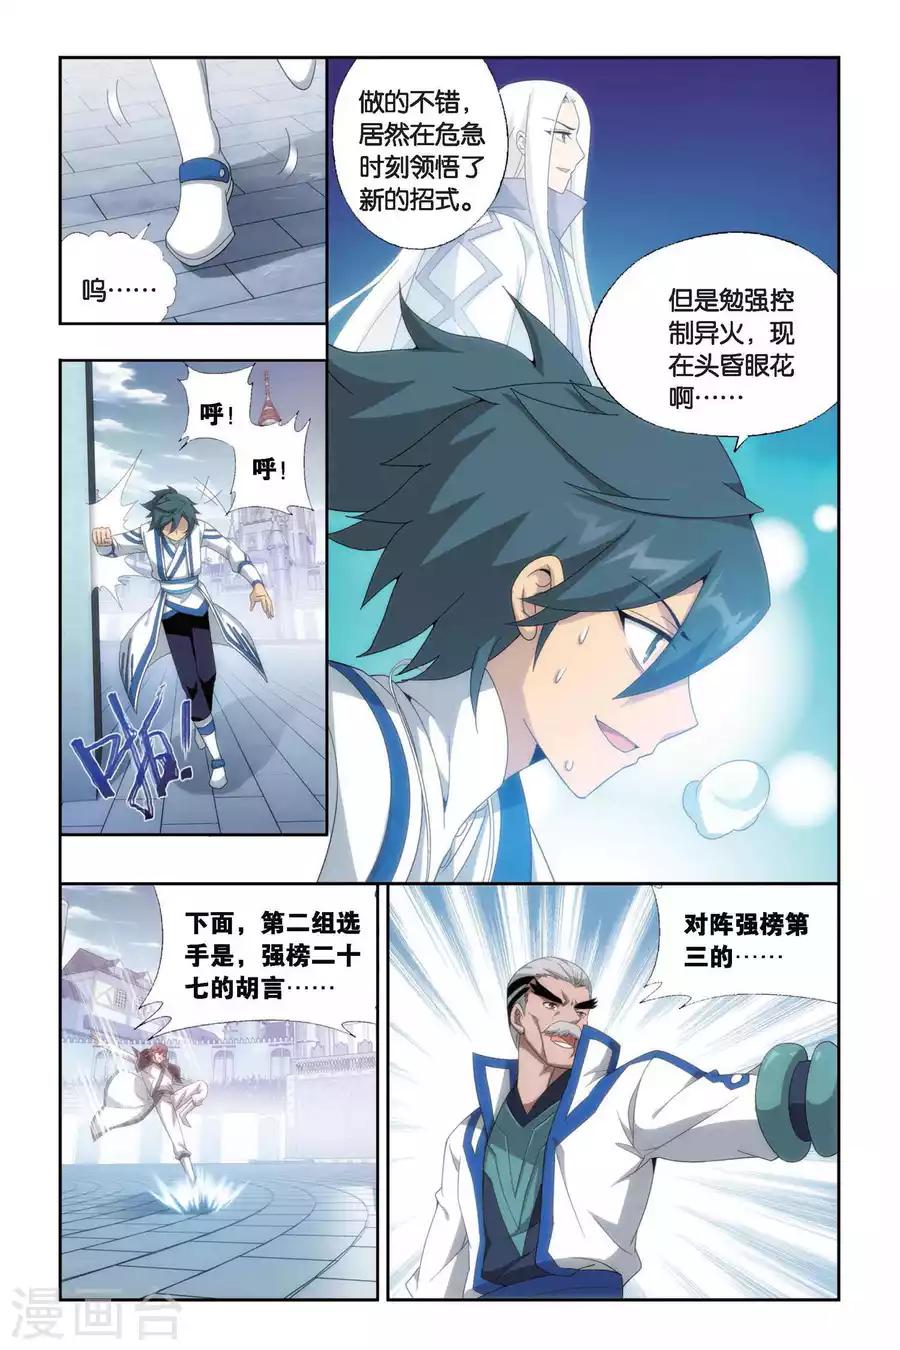 呜……
做的不错，
居然在危急
时刻领悟了
新的招式。
但是勉强控
制异火，现
在头昏眼花
啊……
呼！
呼！
啪！
下面，第二组选
手是，强榜二十
七的胡言……
对阵强榜第
三的……
漫画台